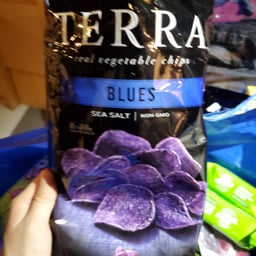 TERRA
real vegetable chips
BLUES
SEA SALT | NON GMO